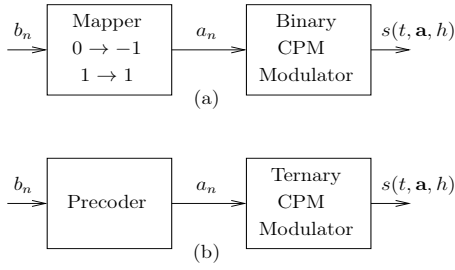 b_n
Mapper
0 → −1
1 → 1
a_n
Binary
CPM
Modulator
s(t, a, h)
(a)
b_n
Precoder
a_n
Ternary
CPM
Modulator
s(t, a, h)
(b)